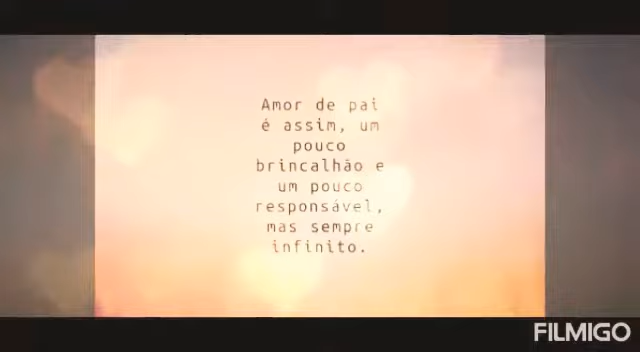 Amor de pai
é assim, um
pouco
brincalhão e
um pouco
responsável,
mas sempre
infinito.
FILMIGO